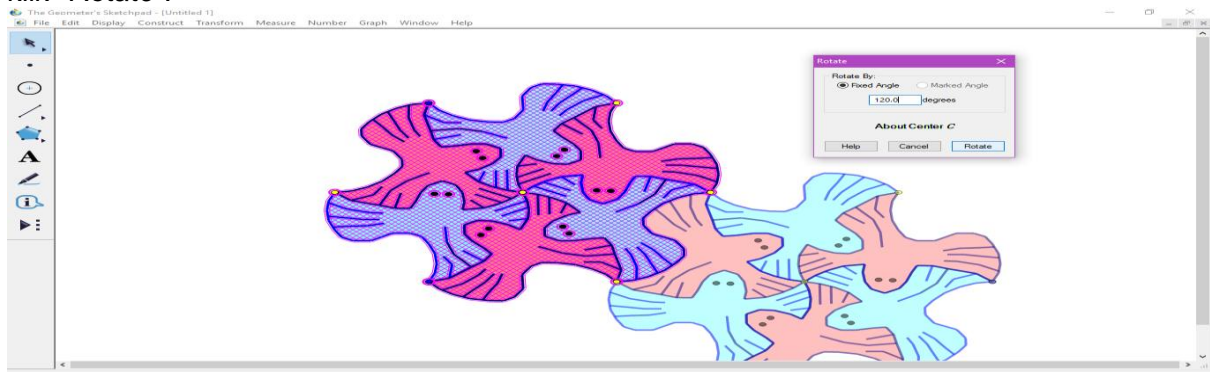 The Geometer's Sketchpad - [Untitled 1]
File Edit Display Construct Transform Measure Number Graph Window Help
Rotate
Rotate By:
Fixed Angle Marked Angle
120.0 degrees
About Center C
Help Cancel Rotate
A
i